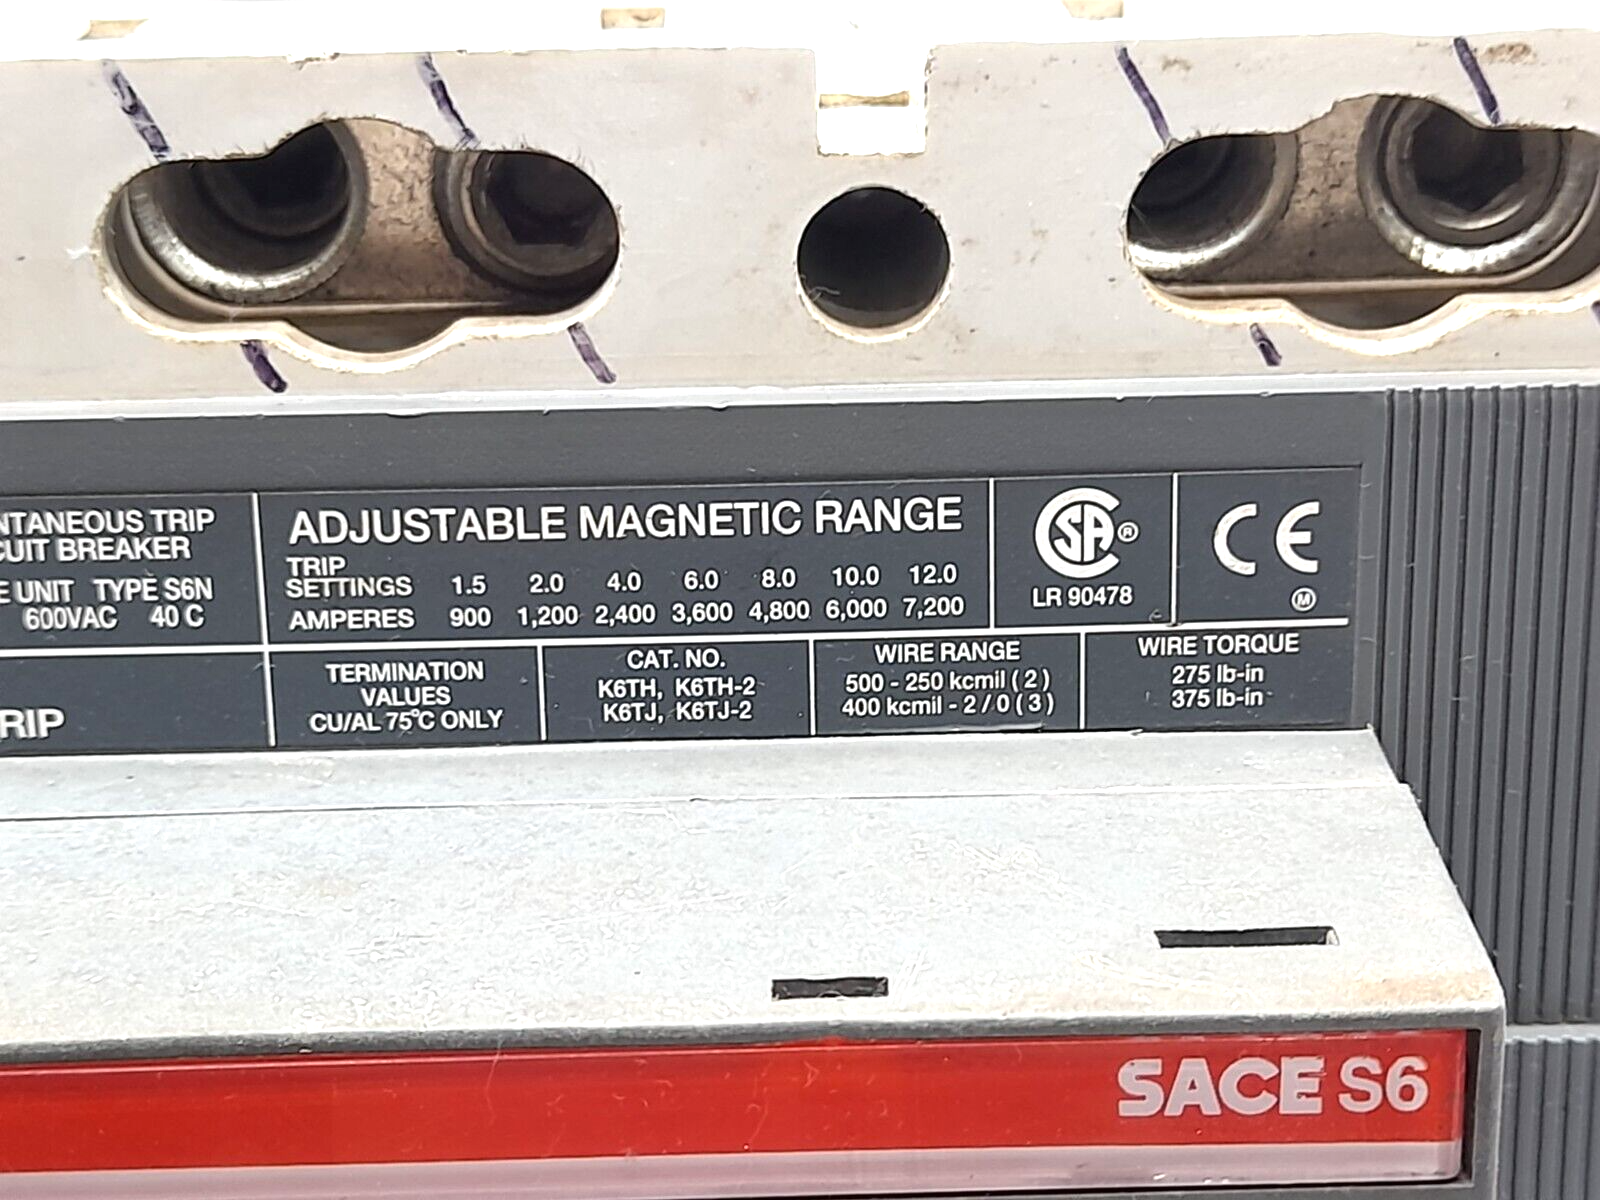 TRIP
BREAKER
UNIT TYPE S6N
600VAC 40 C
ADJUSTABLE MAGNETIC RANGE
TRIP
SETTINGS 1.5 2.0 4.0 6.0 8.0 10.0 12.0
AMPERES 900 1,200 2,400 3,600 4,800 6,000 7,200
CSA ®
LR 90478
CE
M
TERMINATION
VALUES
CU/AL 75°C ONLY
CAT. NO.
K6TH, K6TH-2
K6TJ, K6TJ-2
WIRE RANGE
500 - 250 kcmil ( 2 )
400 kcmil - 2 / 0 ( 3 )
WIRE TORQUE
275 lb-in
375 lb-in
SACE S6